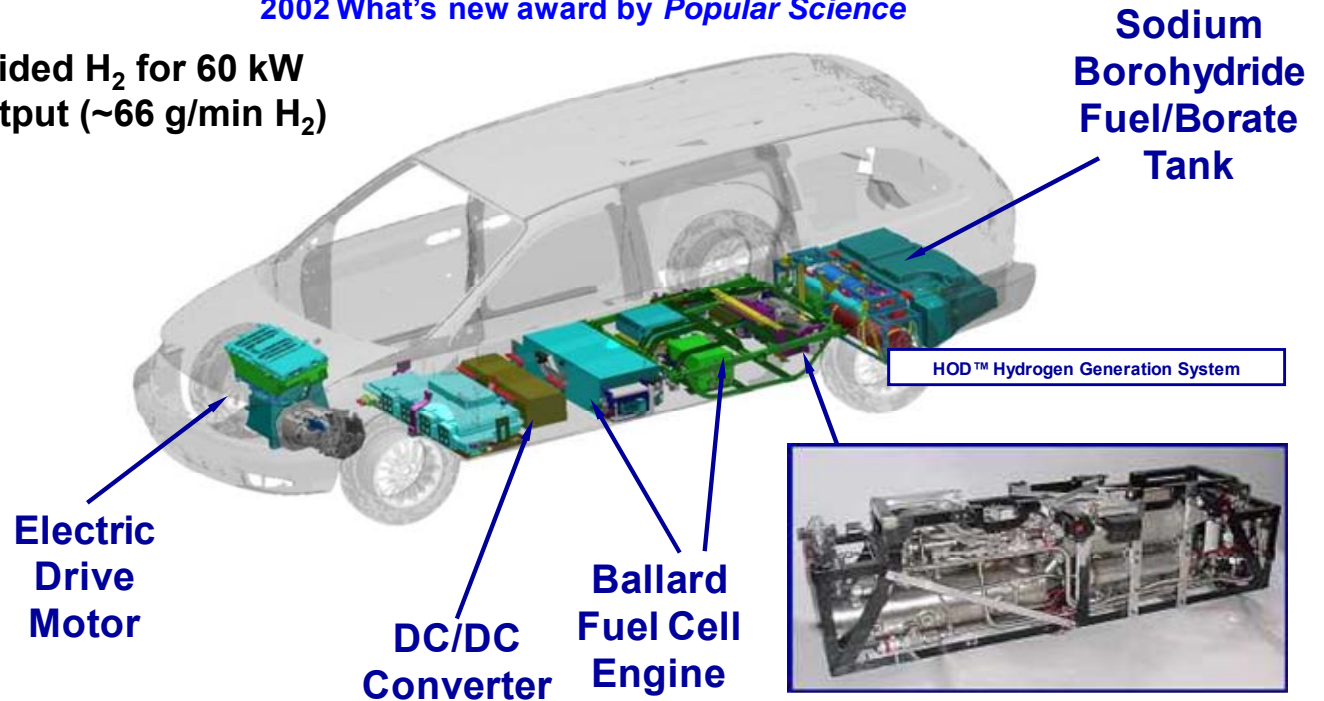 2002 What's new award by Popular Science
ided H₂ for 60 kW
tput (~66 g/min H₂)
Sodium
Borohydride
Fuel/Borate
Tank
HOD™ Hydrogen Generation System
Electric
Drive
Motor
DC/DC
Converter
Ballard
Fuel Cell
Engine